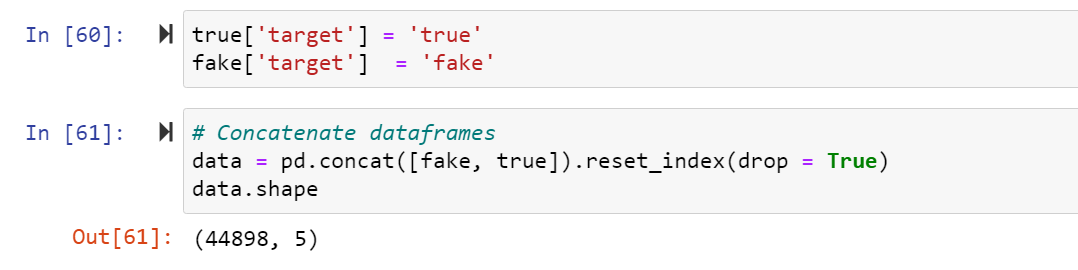 In [60]: true['target'] = 'true'
fake['target']  = 'fake'
In [61]: # Concatenate dataframes
data = pd.concat([fake, true]).reset_index(drop = True)
data.shape
Out[61]: (44898, 5)